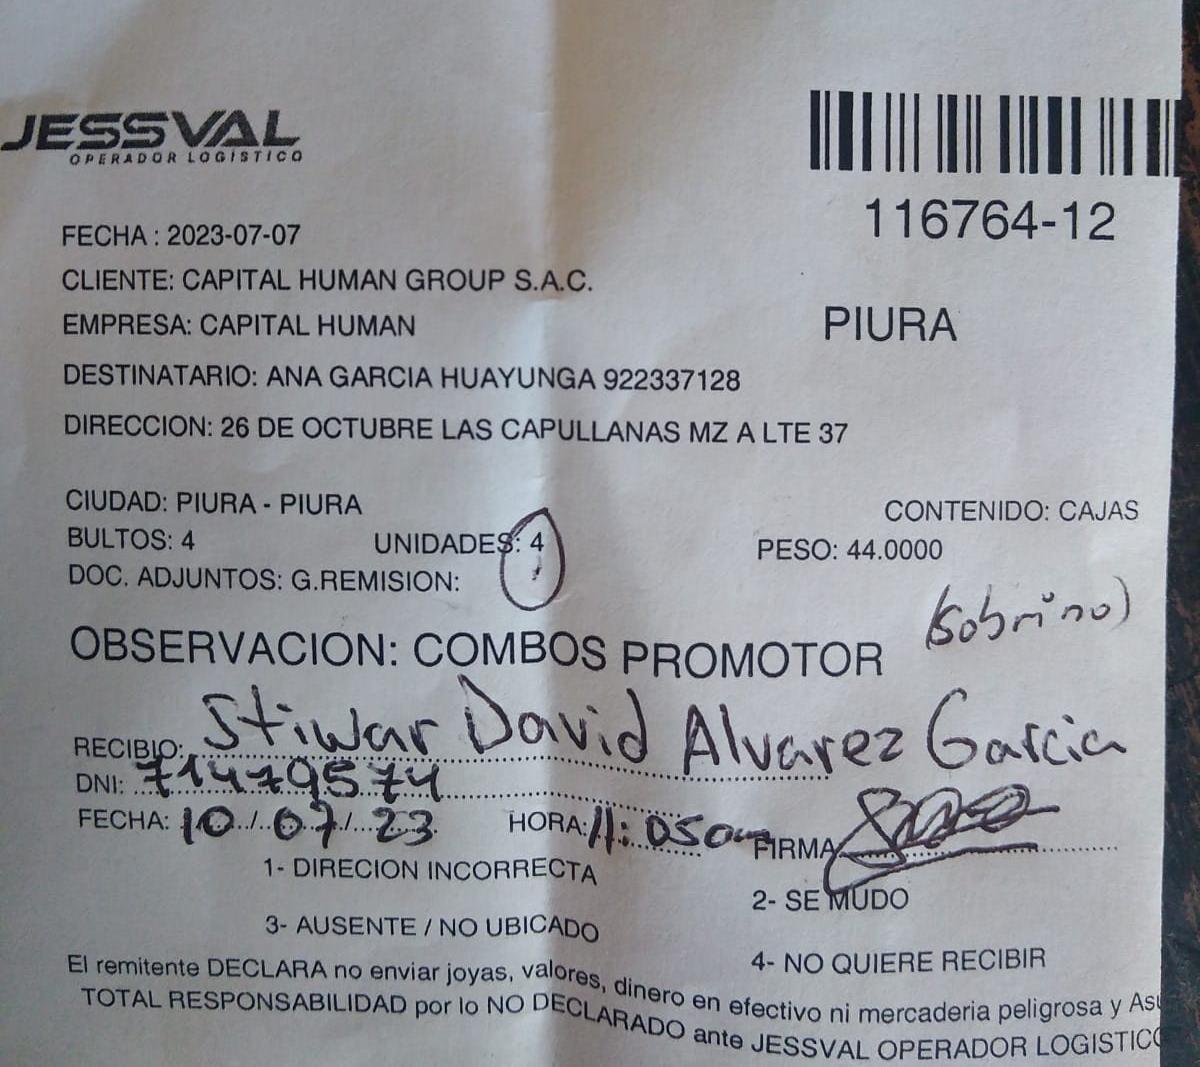 JESSVAL
OPERADOR LOGISTICO
116764-12
FECHA : 2023-07-07
CLIENTE: CAPITAL HUMAN GROUP S.A.C.
EMPRESA: CAPITAL HUMAN
PIURA
DESTINATARIO: ANA GARCIA HUAYUNGA 922337128
DIRECCION: 26 DE OCTUBRE LAS CAPULLANAS MZ A LTE 37
CIUDAD: PIURA - PIURA
CONTENIDO: CAJAS
BULTOS: 4 UNIDADES: 4 PESO: 44.0000
DOC. ADJUNTOS: G.REMISION:
(sobrino)
OBSERVACION: COMBOS PROMOTOR
RECIBIO: Stiwar David Alvarez Garcia
DNI: 71479574
FECHA: 10/07/23 HORA: 11:05am FIRMA
1- DIRECION INCORRECTA
2- SE MUDO
3- AUSENTE / NO UBICADO
4- NO QUIERE RECIBIR
El remitente DECLARA no enviar joyas, valores, dinero en efectivo ni mercaderia peligrosa y
TOTAL RESPONSABILIDAD por lo NO DECLARADO ante JESSVAL OPERADOR LOGISTICO